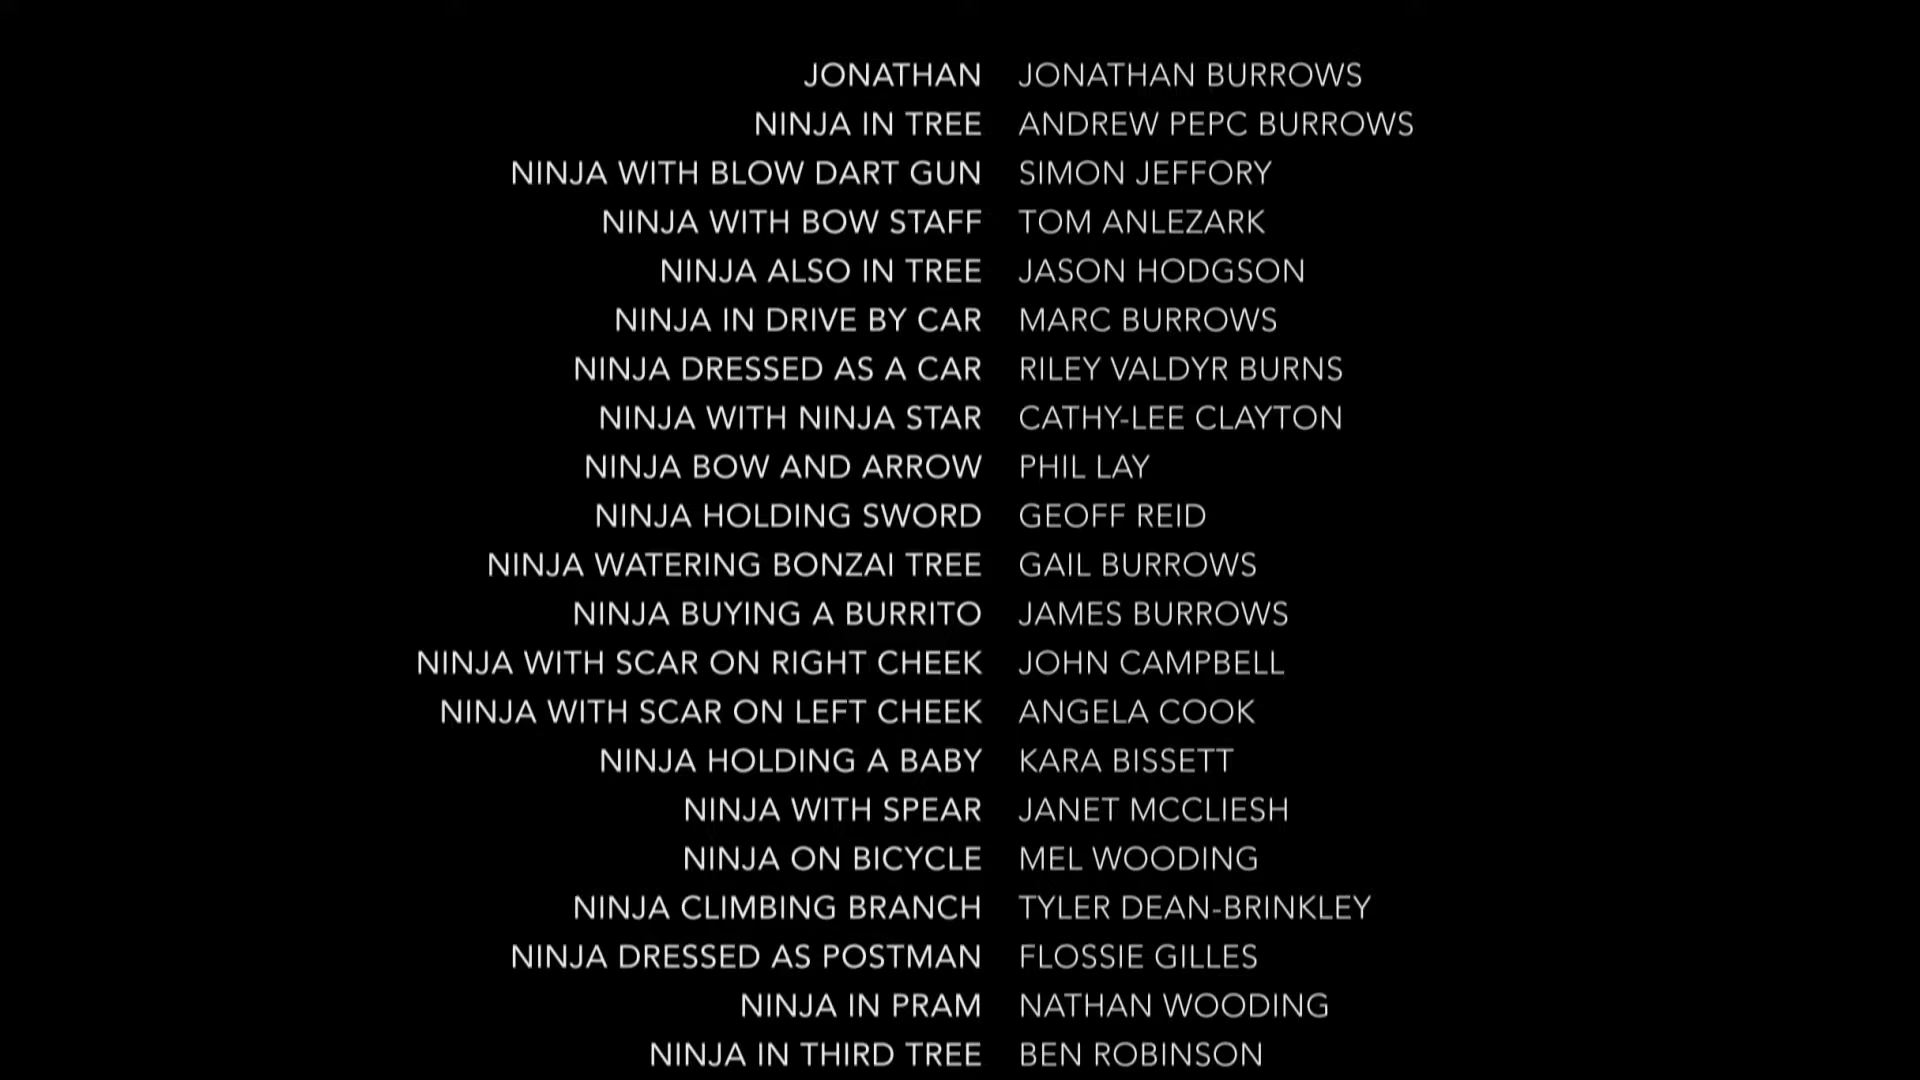 JONATHAN JONATHAN BURROWS
NINJA IN TREE ANDREW PEPC BURROWS
NINJA WITH BLOW DART GUN SIMON JEFFORY
NINJA WITH BOW STAFF TOM ANLEZARK
NINJA ALSO IN TREE JASON HODGSON
NINJA IN DRIVE BY CAR MARC BURROWS
NINJA DRESSED AS A CAR RILEY VALDYR BURNS
NINJA WITH NINJA STAR CATHY-LEE CLAYTON
NINJA BOW AND ARROW PHIL LAY
NINJA HOLDING SWORD GEOFF REID
NINJA WATERING BONZAI TREE GAIL BURROWS
NINJA BUYING A BURRITO JAMES BURROWS
NINJA WITH SCAR ON RIGHT CHEEK JOHN CAMPBELL
NINJA WITH SCAR ON LEFT CHEEK ANGELA COOK
NINJA HOLDING A BABY KARA BISSETT
NINJA WITH SPEAR JANET MCCLIESH
NINJA ON BICYCLE MEL WOODING
NINJA CLIMBING BRANCH TYLER DEAN-BRINKLEY
NINJA DRESSED AS POSTMAN FLOSSIE GILLES
NINJA IN PRAM NATHAN WOODING
NINJA IN THIRD TREE BEN ROBINSON